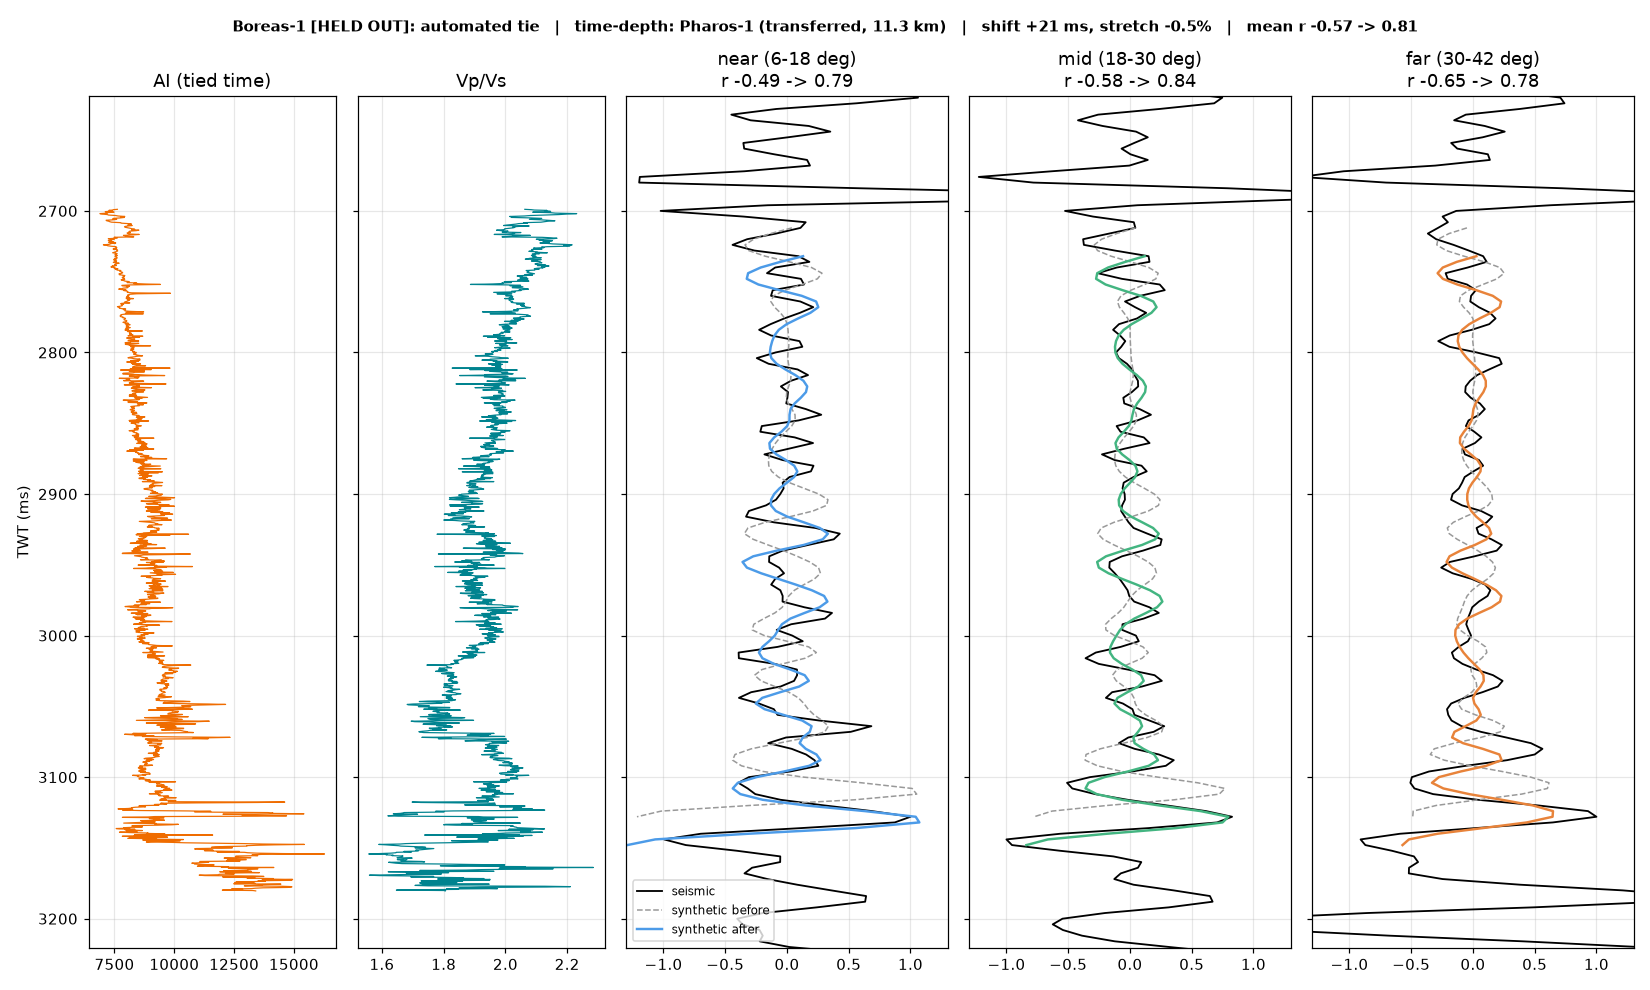 Boreas-1 [HELD OUT]: automated tie | time-depth: Pharos-1 (transferred, 11.3 km) | shift +21 ms, stretch -0.5% | mean r -0.57 -> 0.81
AI (tied time)
Vp/Vs
near (6-18 deg)
r -0.49 -> 0.79
mid (18-30 deg)
r -0.58 -> 0.84
far (30-42 deg)
r -0.65 -> 0.78
TWT (ms)
2700
2800
2900
3000
3100
3200
seismic
synthetic before
synthetic after
7500 10000 12500 15000
1.6 1.8 2.0 2.2
−1.0 −0.5 0.0 0.5 1.0
−1.0 −0.5 0.0 0.5 1.0
−1.0 −0.5 0.0 0.5 1.0